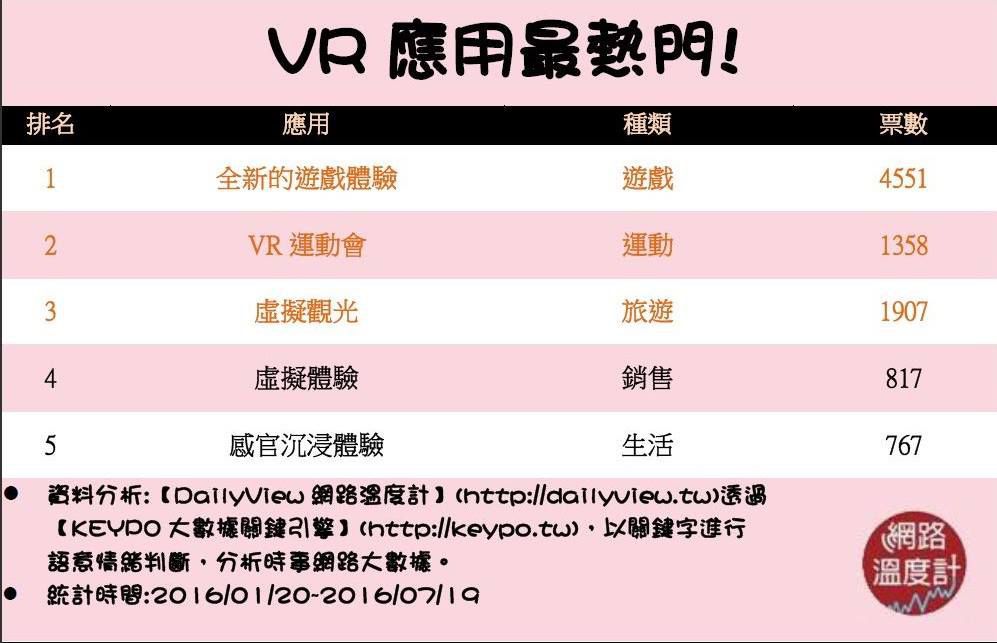 VR 應用最熱門!
排名 應用 種類 票數
1 全新的遊戲體驗 遊戲 4551
2 VR 運動會 運動 1358
3 虛擬觀光 旅遊 1907
4 虛擬體驗 銷售 817
5 感官沉浸體驗 生活 767
● 資料分析:【DailyView 網路溫度計】(http://dailyview.tw)透過
【KEYPO 大數據關鍵引擎】(http://keypo.tw)，以關鍵字進行
語意情緒判斷，分析時事網路大數據。
● 統計時間:2016/01/20~2016/07/19
網路
溫度計